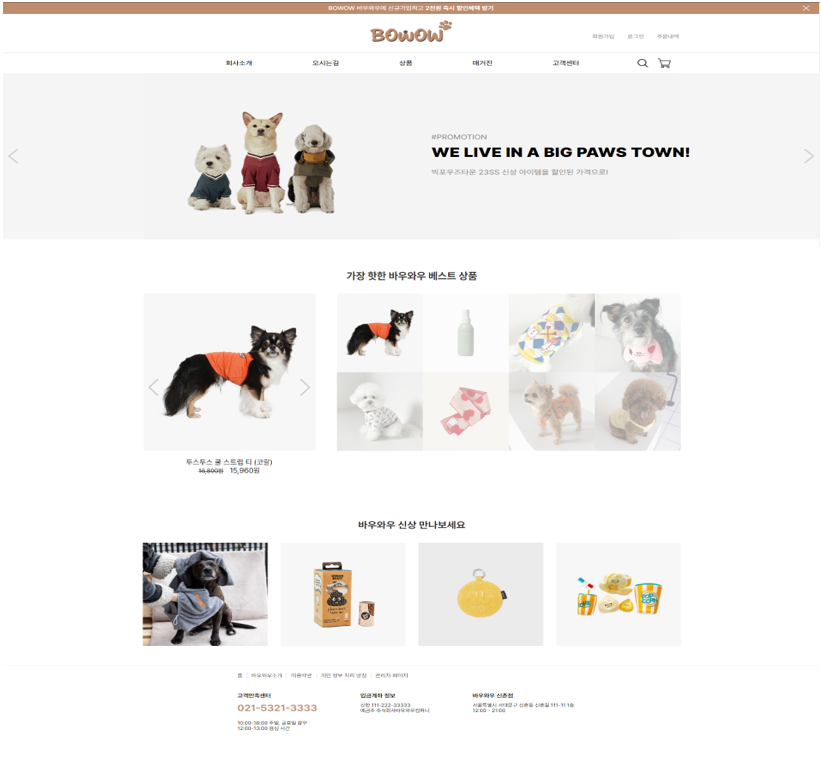 BOWOW 바우와우에 신규가입하고 2천원 즉시 할인혜택 받기
BOWOW
회원가입 로그인 주문내역
회사소개 오시는길 상품 매거진 고객센터
#PROMOTION
WE LIVE IN A BIG PAWS TOWN!
빅포우즈타운 23SS 신상 아이템을 할인된 가격으로!
가장 핫한 바우와우 베스트 상품
투스투스 쿨 스트랩 티 (코랄)
16,800원 15,960원
바우와우 신상 만나보세요
홈 | 바우와우소개 | 이용약관 | 개인 정보 처리 방침 | 관리자 페이지
고객만족센터 입금계좌 정보 바우와우 신촌점
021-5321-3333 신한 111-222-33333 서울특별시 서대문구 신촌동 신촌길 111-11 1층
예금주 주식회사바우와우컴퍼니 12:00 - 21:00
10:00-18:00 주말, 공휴일 휴무
12:00-13:00 점심 시간